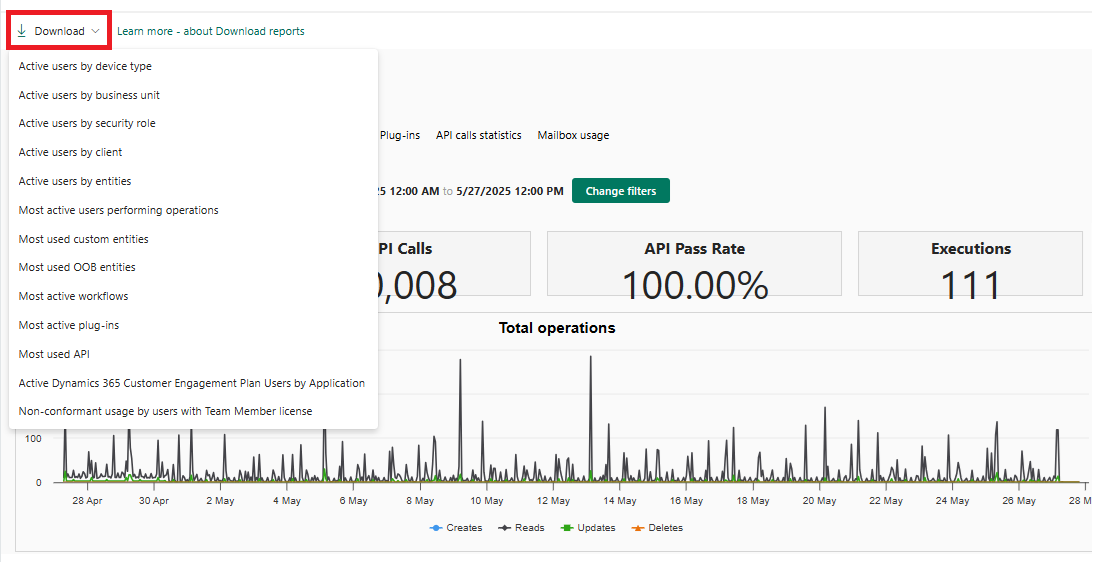 Download
Learn more - about Download reports
Active users by device type
Active users by business unit
Active users by security role
Active users by client
Active users by entities
Most active users performing operations
Most used custom entities
Most used OOB entities
Most active workflows
Most active plug-ins
Most used API
Active Dynamics 365 Customer Engagement Plan Users by Application
Non-conformant usage by users with Team Member license
Plug-ins API calls statistics Mailbox usage
12:00 AM to 5/27/2025 12:00 PM Change filters
Calls
API Pass Rate
100.00%
Executions
111
Total operations
100
0
28 Apr 30 Apr 2 May 4 May 6 May 8 May 10 May 12 May 14 May 16 May 18 May 20 May 22 May 24 May 26 May 28 M
Creates Reads Updates Deletes